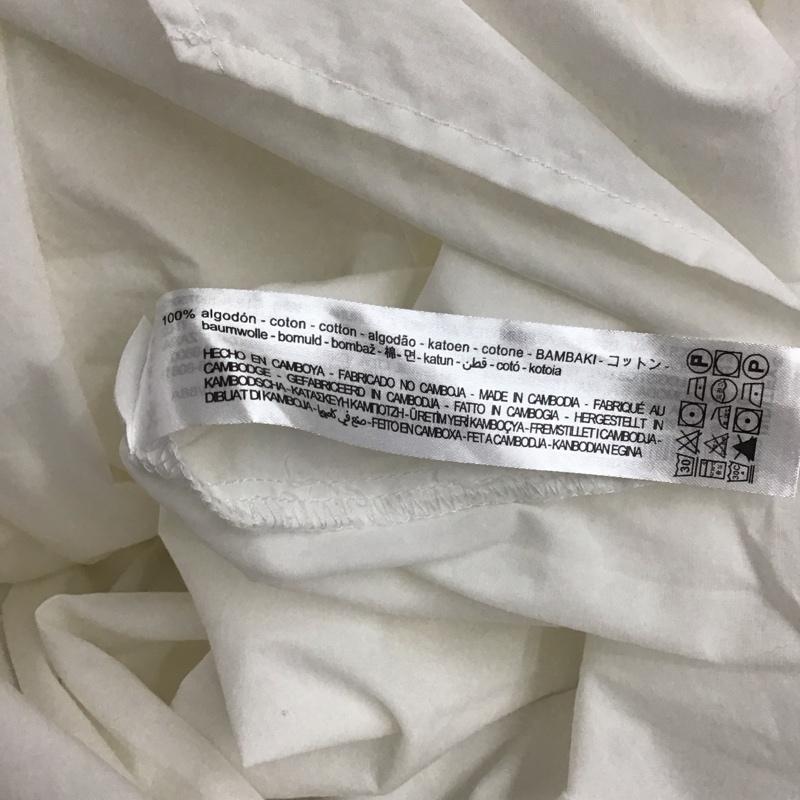 100% algodón - coton - cotton - algodão - katoen - cotone - BAMBAKI - コットン -
baumwolle - bomuld - bombaž - 棉 - 면 - katun - قطن - cotó - kotoia
HECHO EN CAMBOYA - FABRICADO NO CAMBOJA - MADE IN CAMBODIA - FABRIQUÉ AU
CAMBODGE - GEFABRICEERD IN CAMBODJA - FATTO IN CAMBOGIA - HERGESTELLT IN
KAMBODSCHA - ΚΑΤΑΣΚΕΥΗ ΚΑΜΠΟΤΖΗ - ÜRETİM YERİ KAMBOÇYA - FREMSTILLET I CAMBODJA -
DIBUAT DI KAMBOJA - صنع في كمبوديا - FEITO EN CAMBOXA - FET A CAMBODJA - KANBODIAN EGINA
P P
30 30C